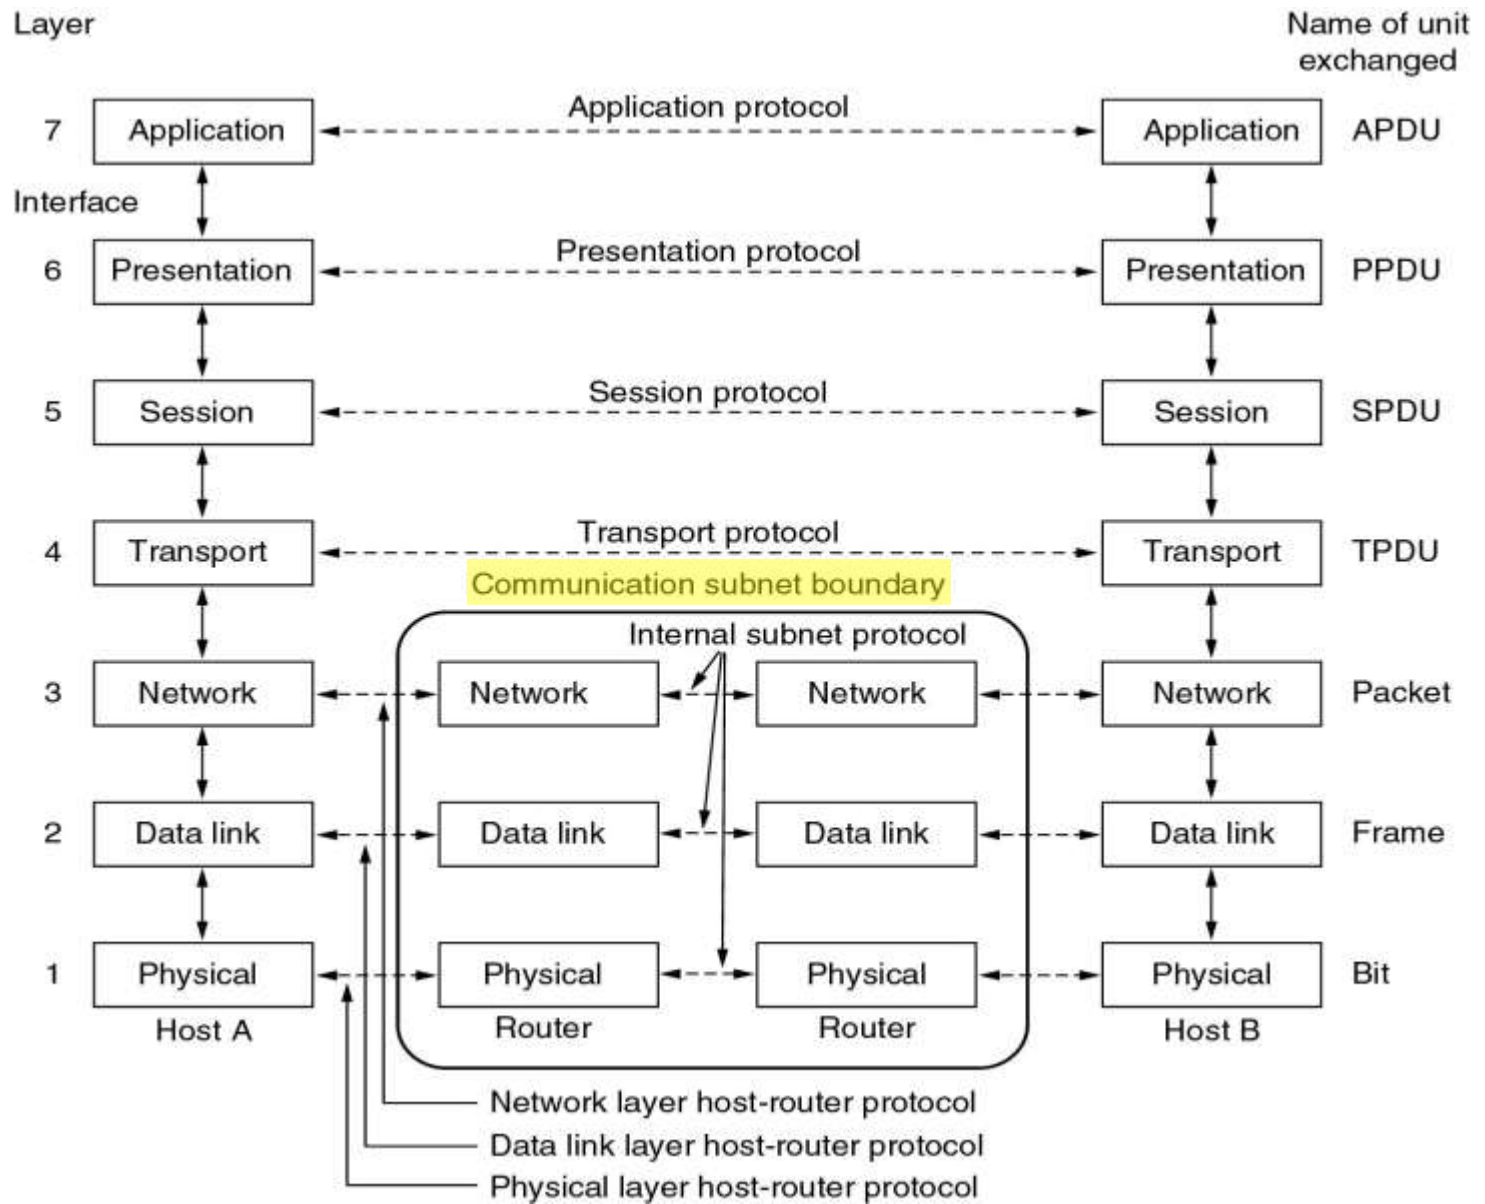 Layer
Name of unit
exchanged
Application protocol
7 Application Application APDU
Interface
Presentation protocol
6 Presentation Presentation PPDU
Session protocol
5 Session Session SPDU
Transport protocol
4 Transport Transport TPDU
Communication subnet boundary
Internal subnet protocol
3 Network Network Network Network Packet
2 Data link Data link Data link Data link Frame
1 Physical Physical Physical Physical Bit
Host A Router Router Host B
Network layer host-router protocol
Data link layer host-router protocol
Physical layer host-router protocol